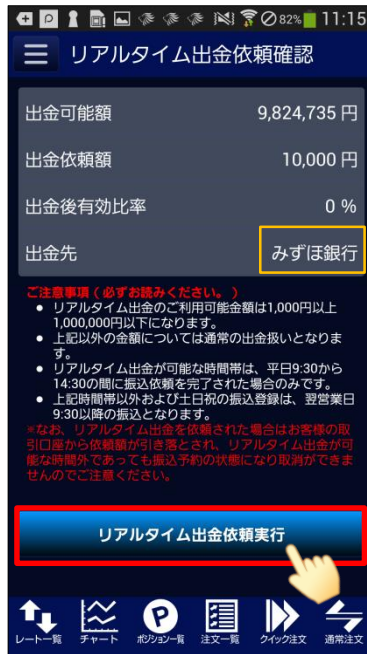 82% 11:15
リアルタイム出金依頼確認
出金可能額 9,824,735 円
出金依頼額 10,000 円
出金後有効比率 0 %
出金先 みずほ銀行
ご注意事項（必ずお読みください。）
● リアルタイム出金のご利用可能金額は1,000円以上
1,000,000円以下になります。
● 上記以外の金額については通常の出金扱いとなりま
す。
● リアルタイム出金が可能な時間帯は、平日9:30から
14:30の間に振込依頼を完了された場合のみです。
● 上記時間帯以外および土日祝の振込登録は、翌営業日
9:30以降の振込となります。
*なお、リアルタイム出金を依頼された場合はお客様の取
引口座から依頼額が引き落とされ、リアルタイム出金が可
能な時間外であっても振込予約の状態になり取消ができま
せんのでご注意ください。
リアルタイム出金依頼実行
レート一覧 チャート ポジション一覧 注文一覧 クイック注文 通常注文